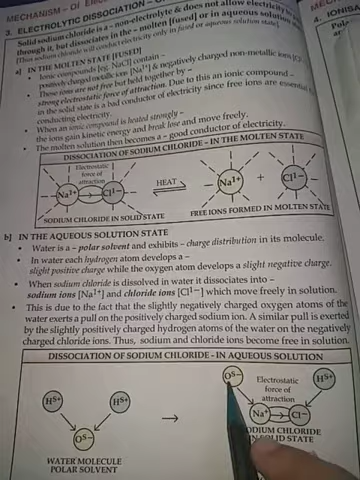 MECHANISM – Of
3. ELECTROLYTIC DISSOCIATION –
Solid sodium chloride is a – non-electrolyte & does not allow electricity to
through it, but dissociates in the – molten [fused] or in aqueous solution
[Thus sodium chloride will conduct electricity only in fused or aqueous solution state].
a] IN THE MOLTEN STATE [FUSED]
• Ionic compounds [eg. NaCl] contain –
positively charged metallic ions [Na1+] & negatively charged non-metallic ions
• These ions are not free but held together by –
strong electrostatic force of attraction. Due to this an ionic compound –
in the solid state is a bad conductor of electricity since free ions are essential
conducting electricity.
• When an ionic compound is heated strongly –
the ions gain kinetic energy and break lose and move freely.
• The molten solution then becomes a – good conductor of electricity.
DISSOCIATION OF SODIUM CHLORIDE – IN THE MOLTEN STATE
Electrostatic
force of
attraction
Na1+ Cl1– HEAT Na1+ + Cl1–
SODIUM CHLORIDE IN SOLID STATE FREE IONS FORMED IN MOLTEN STATE
b] IN THE AQUEOUS SOLUTION STATE
• Water is a – polar solvent and exhibits – charge distribution in its molecule.
• In water each hydrogen atom develops a –
slight positive charge while the oxygen atom develops a slight negative charge.
• When sodium chloride is dissolved in water it dissociates into –
sodium ions [Na1+] and chloride ions [Cl1–] which move freely in solution.
• This is due to the fact that the slightly negatively charged oxygen atoms of the
water exerts a pull on the positively charged sodium ion. A similar pull is exerted
by the slightly positively charged hydrogen atoms of the water on the negatively
charged chloride ions. Thus, sodium and chloride ions become free in solution.
DISSOCIATION OF SODIUM CHLORIDE - IN AQUEOUS SOLUTION
Hδ+ Hδ+ Oδ– Electrostatic Hδ+
force of
attraction
Oδ– → Na+ Cl–
WATER MOLECULE
POLAR SOLVENT
ODIUM CHLORIDE
SOLID STATE
4. IONISA